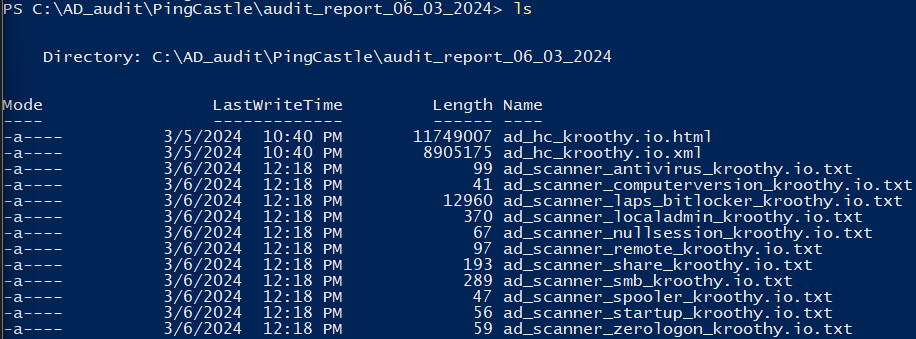 PS C:\AD_audit\PingCastle\audit_report_06_03_2024> ls
Directory: C:\AD_audit\PingCastle\audit_report_06_03_2024
Mode LastWriteTime Length Name
---- ------------- ------ ----
-a---- 3/5/2024 10:40 PM 11749007 ad_hc_kroothy.io.html
-a---- 3/5/2024 10:40 PM 8905175 ad_hc_kroothy.io.xml
-a---- 3/6/2024 12:18 PM 99 ad_scanner_antivirus_kroothy.io.txt
-a---- 3/6/2024 12:18 PM 41 ad_scanner_computerversion_kroothy.io.txt
-a---- 3/6/2024 12:18 PM 12960 ad_scanner_laps_bitlocker_kroothy.io.txt
-a---- 3/6/2024 12:18 PM 370 ad_scanner_localadmin_kroothy.io.txt
-a---- 3/6/2024 12:18 PM 67 ad_scanner_nullsession_kroothy.io.txt
-a---- 3/6/2024 12:18 PM 97 ad_scanner_remote_kroothy.io.txt
-a---- 3/6/2024 12:18 PM 193 ad_scanner_share_kroothy.io.txt
-a---- 3/6/2024 12:18 PM 289 ad_scanner_smb_kroothy.io.txt
-a---- 3/6/2024 12:18 PM 47 ad_scanner_spooler_kroothy.io.txt
-a---- 3/6/2024 12:18 PM 56 ad_scanner_startup_kroothy.io.txt
-a---- 3/6/2024 12:18 PM 59 ad_scanner_zerologon_kroothy.io.txt